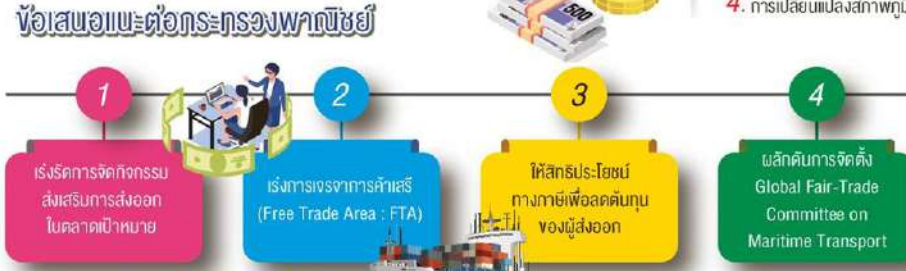 ข้อเสนอแนะต่อกระทรวงพาณิชย์
500
4. การเปลี่ยนแปลงสภาพภูมิ
1
เร่งรัดการจัดกิจกรรม
ส่งเสริมการส่งออก
ในตลาดเป้าหมาย
2
เร่งการเจรจาการค้าเสรี
(Free Trade Area : FTA)
3
ให้สิทธิประโยชน์
ทางภาษีเพื่อลดต้นทุน
ของผู้ส่งออก
4
ผลักดันการจัดตั้ง
Global Fair-Trade
Committee on
Maritime Transport